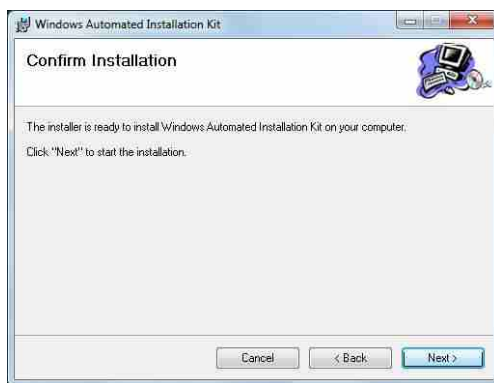 Windows Automated Installation Kit
Confirm Installation
The installer is ready to install Windows Automated Installation Kit on your computer.
Click "Next" to start the installation.
Cancel
< Back
Next >